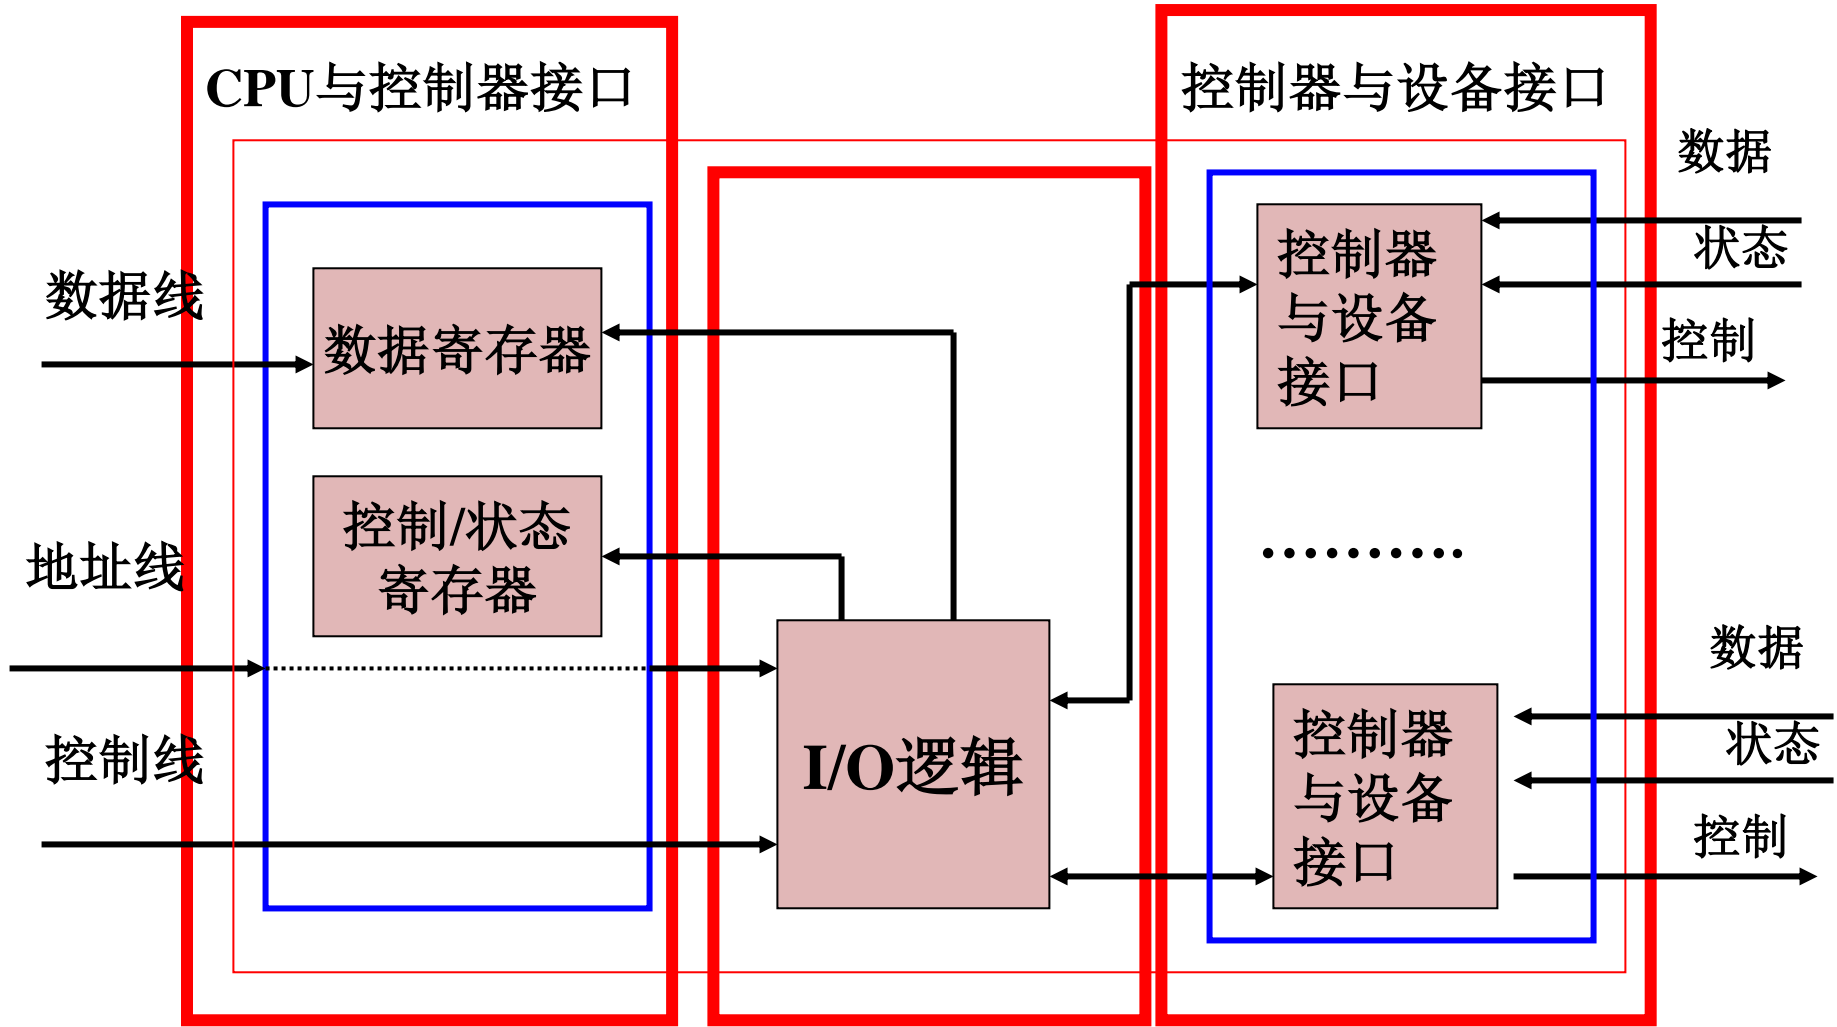 CPU与控制器接口
控制器与设备接口
数据线
数据寄存器
控制/状态
寄存器
地址线
控制线
I/O逻辑
控制器
与设备
接口
数据
状态
控制
··········
控制器
与设备
接口
数据
状态
控制